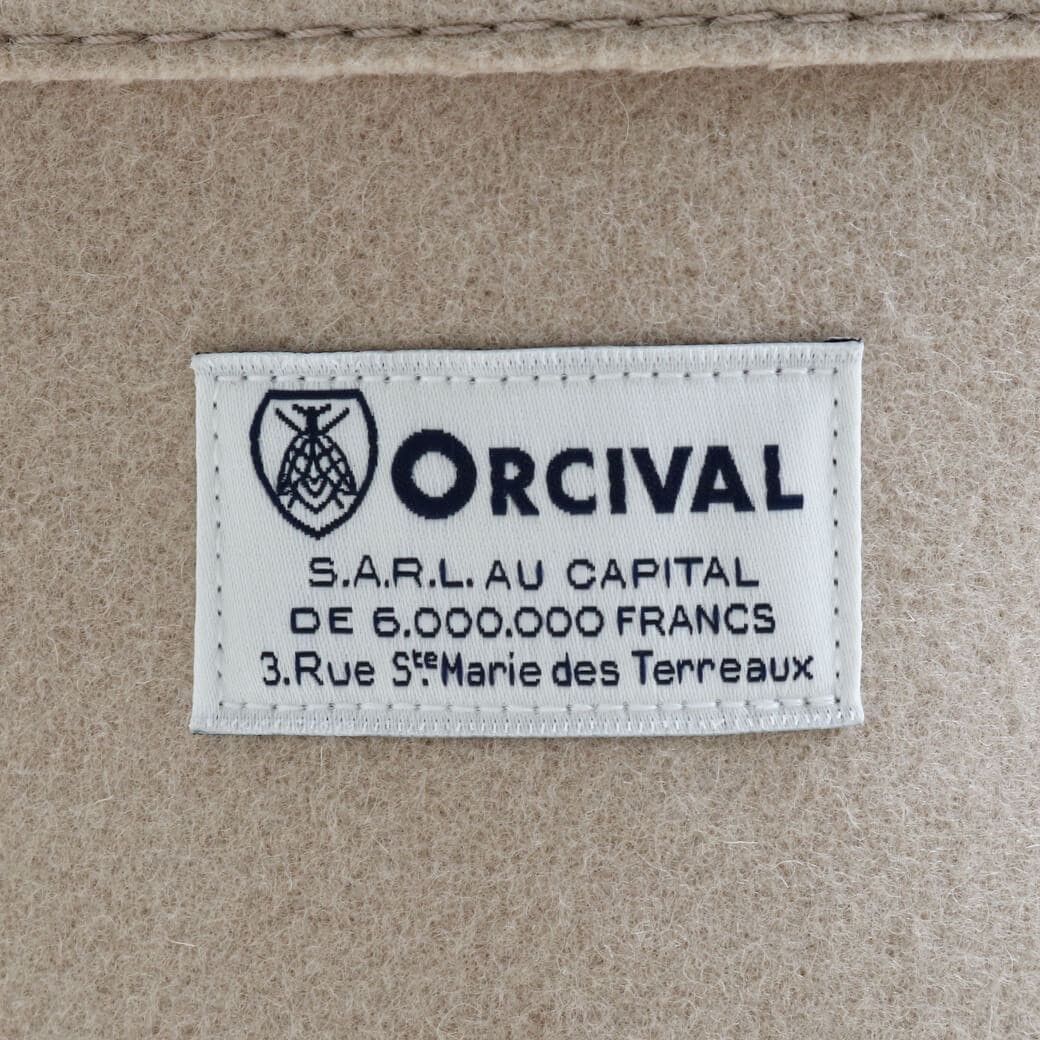 ORCIVAL
S.A.R.L. AU CAPITAL
DE 6.000.000 FRANCS
3.Rue Ste. Marie des Terreaux